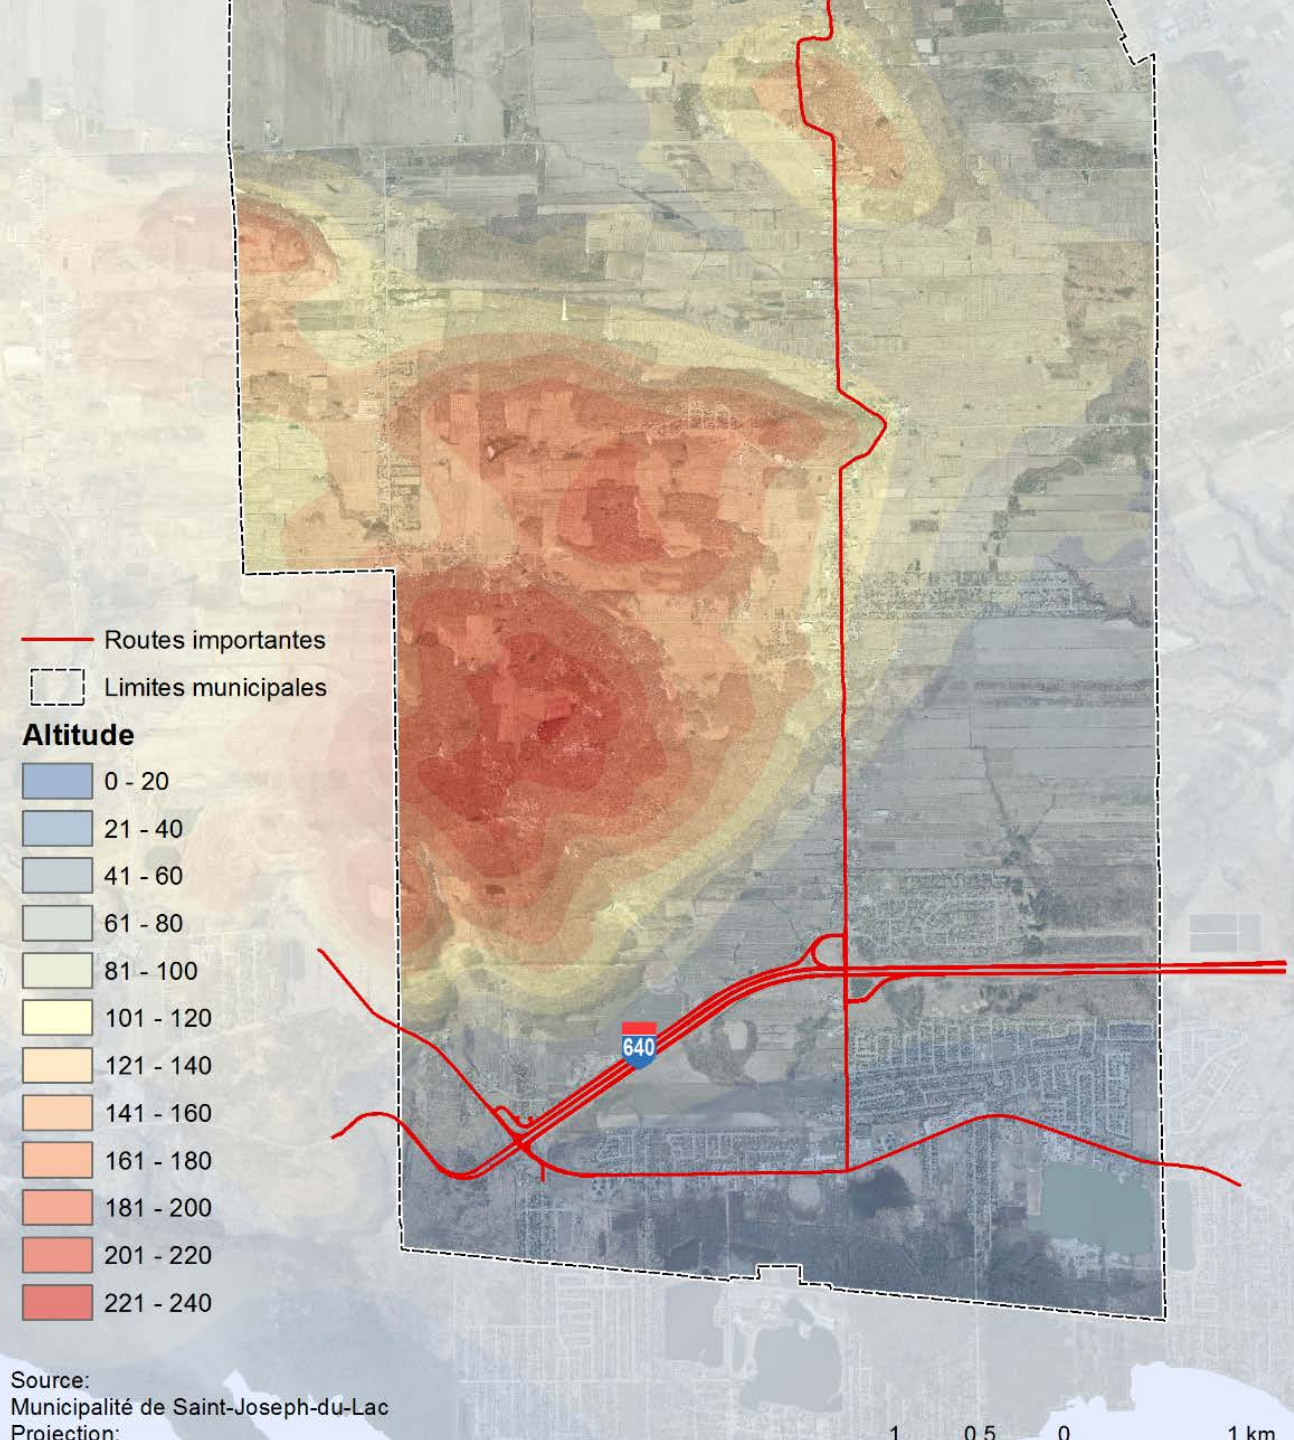 640
Routes importantes
Limites municipales
Altitude
0 - 20
21 - 40
41 - 60
61 - 80
81 - 100
101 - 120
121 - 140
141 - 160
161 - 180
181 - 200
201 - 220
221 - 240
Source:
Municipalité de Saint-Joseph-du-Lac
Projection:
1 0,5 0 1 km